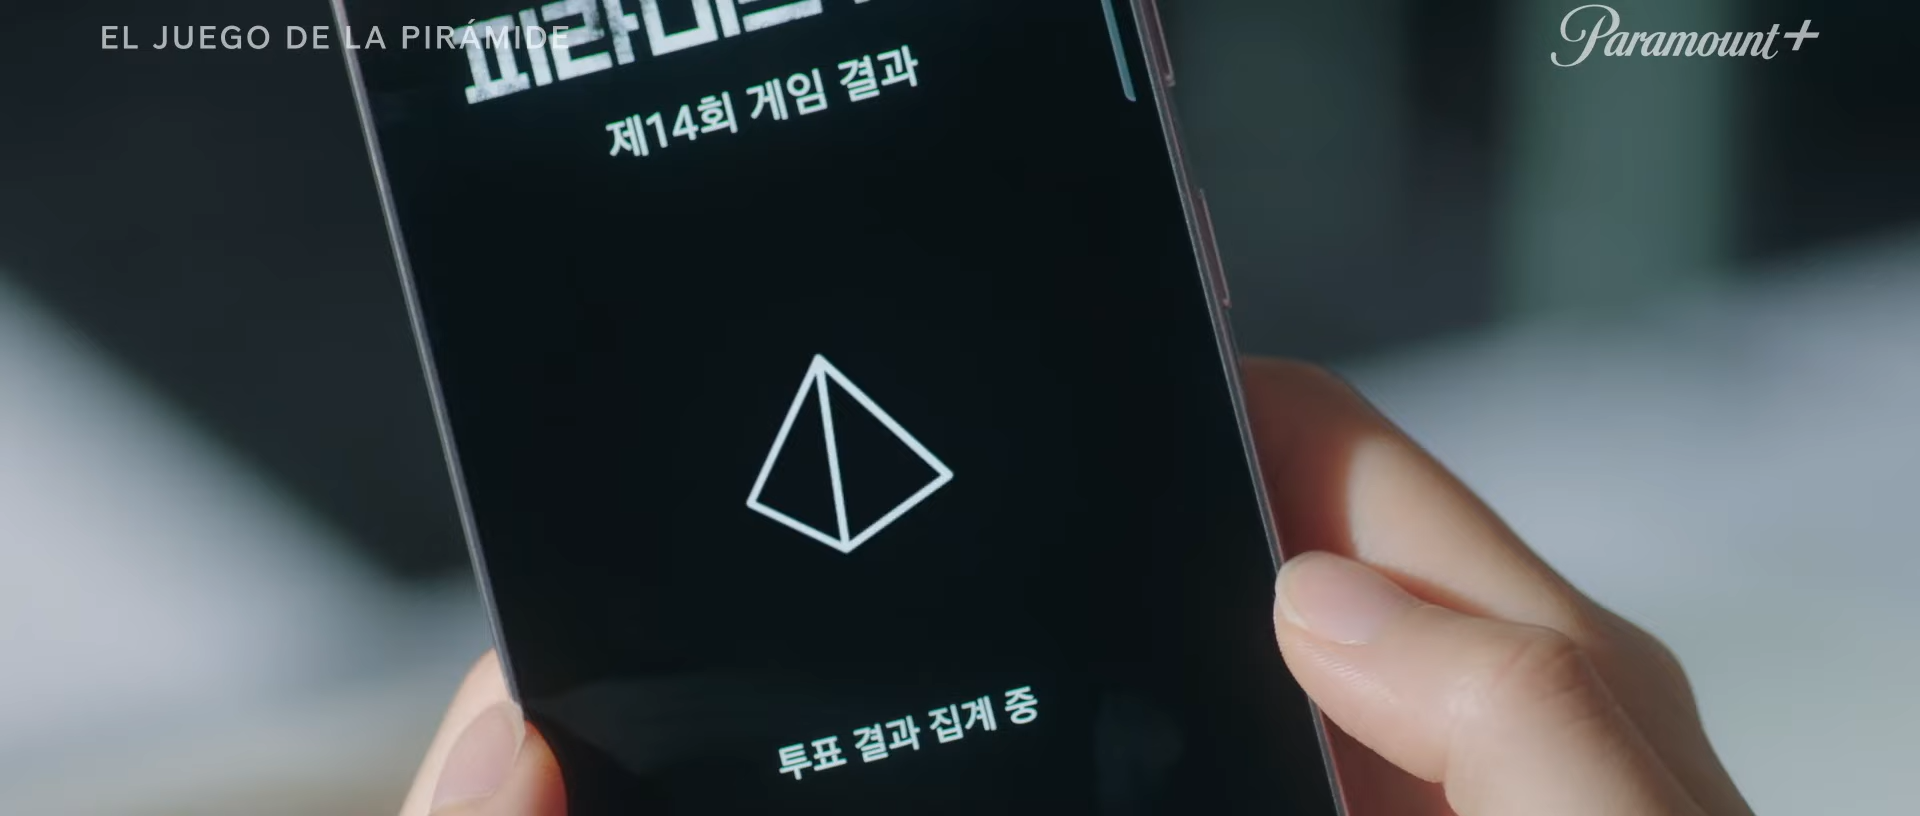 EL JUEGO DE LA PIRÁMIDE
Paramount+
제14회 게임 결과
투표 결과 집계 중